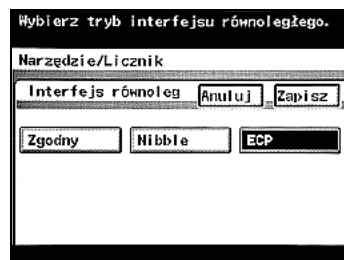 Wybierz tryb interfejsu równoległego.
Narzędzie/Licznik
Interfejs równoleg Anuluj Zapisz
Zgodny Nibble ECP